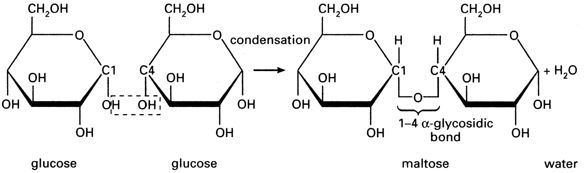 CH₂OH CH₂OH CH₂OH CH₂OH
O O condensation O H H O
C1 C4 C1 C4 + H₂O
OH OH OH OH
OH OH OH OH OH O OH
OH OH OH OH
1–4 α-glycosidic
bond
glucose glucose maltose water